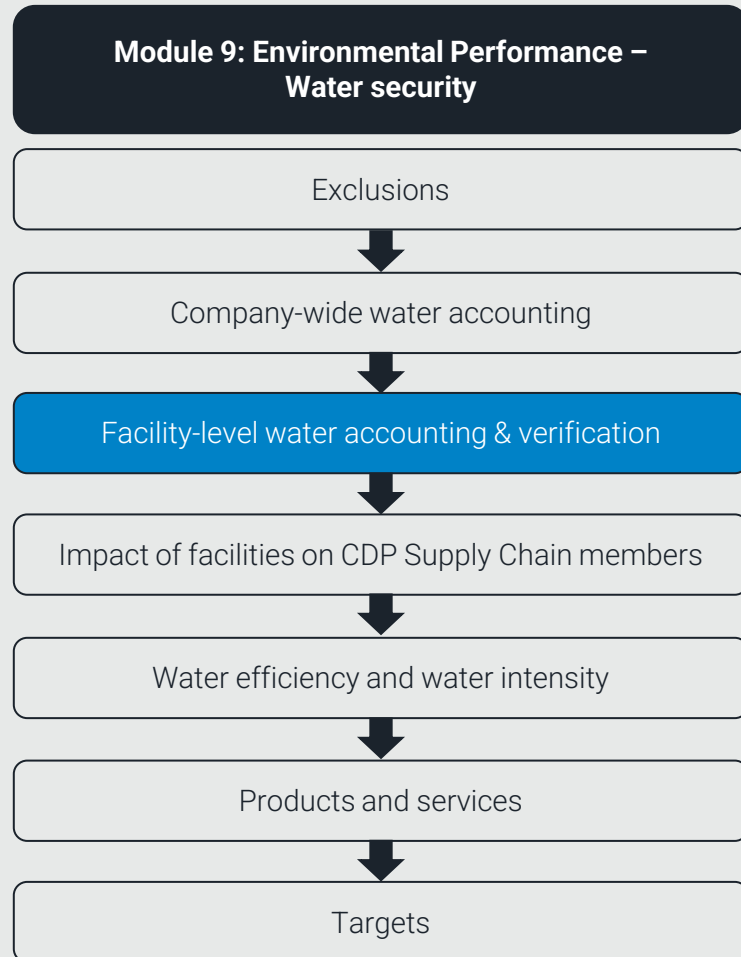 Module 9: Environmental Performance –
Water security
Exclusions
Company-wide water accounting
Facility-level water accounting & verification
Impact of facilities on CDP Supply Chain members
Water efficiency and water intensity
Products and services
Targets